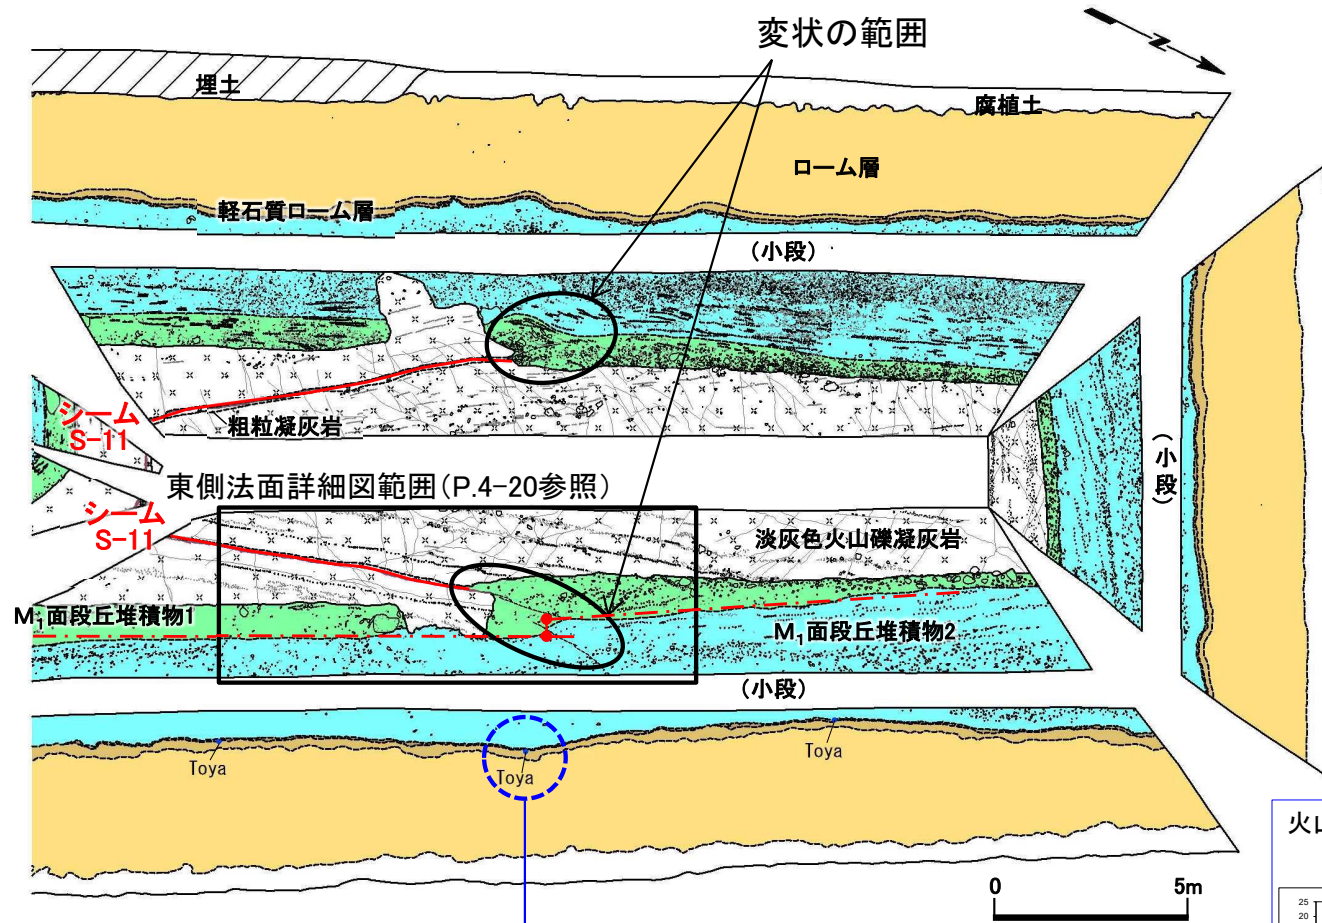 変状の範囲
N
埋土
腐植土
ローム層
軽石質ローム層
(小段)
シーム
S-11
粗粒凝灰岩
(小段)
東側法面詳細図範囲(P.4-20参照)
シーム
S-11
淡灰色火山礫凝灰岩
M₁面段丘堆積物1
M₁面段丘堆積物2
(小段)
Toya
Toya
Toya
0 5m
火山
25
20